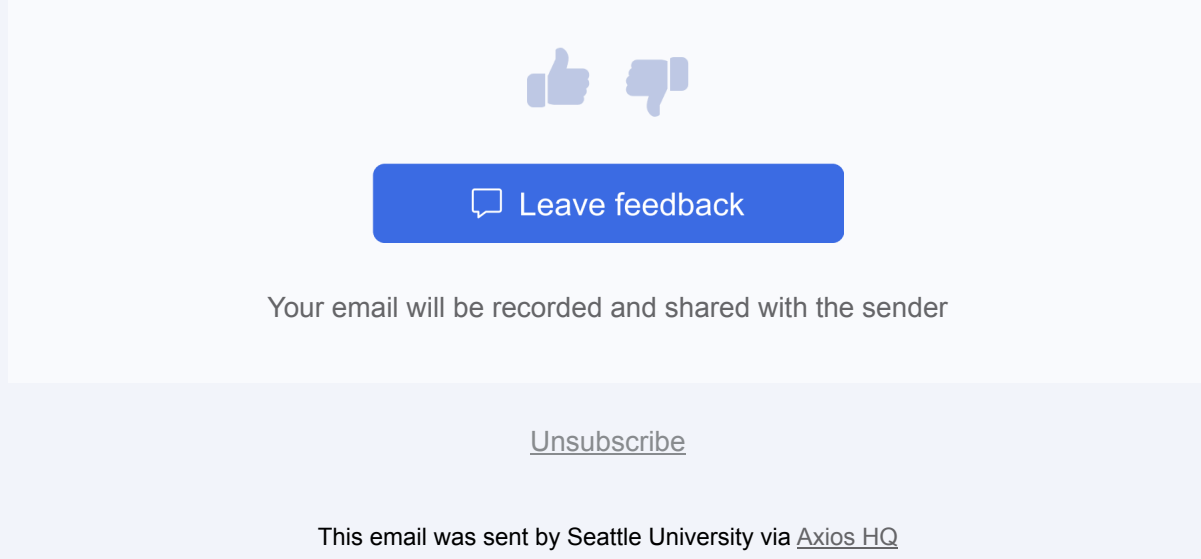 Leave feedback
Your email will be recorded and shared with the sender
Unsubscribe
This email was sent by Seattle University via Axios HQ